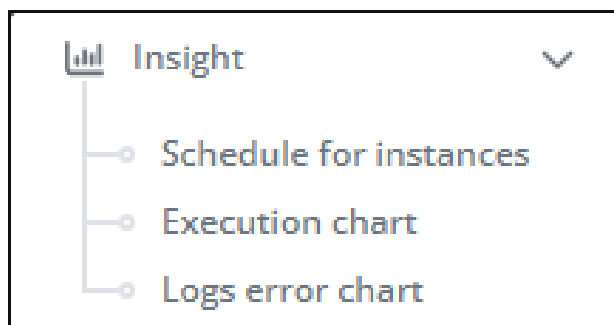 Insight
Schedule for instances
Execution chart
Logs error chart